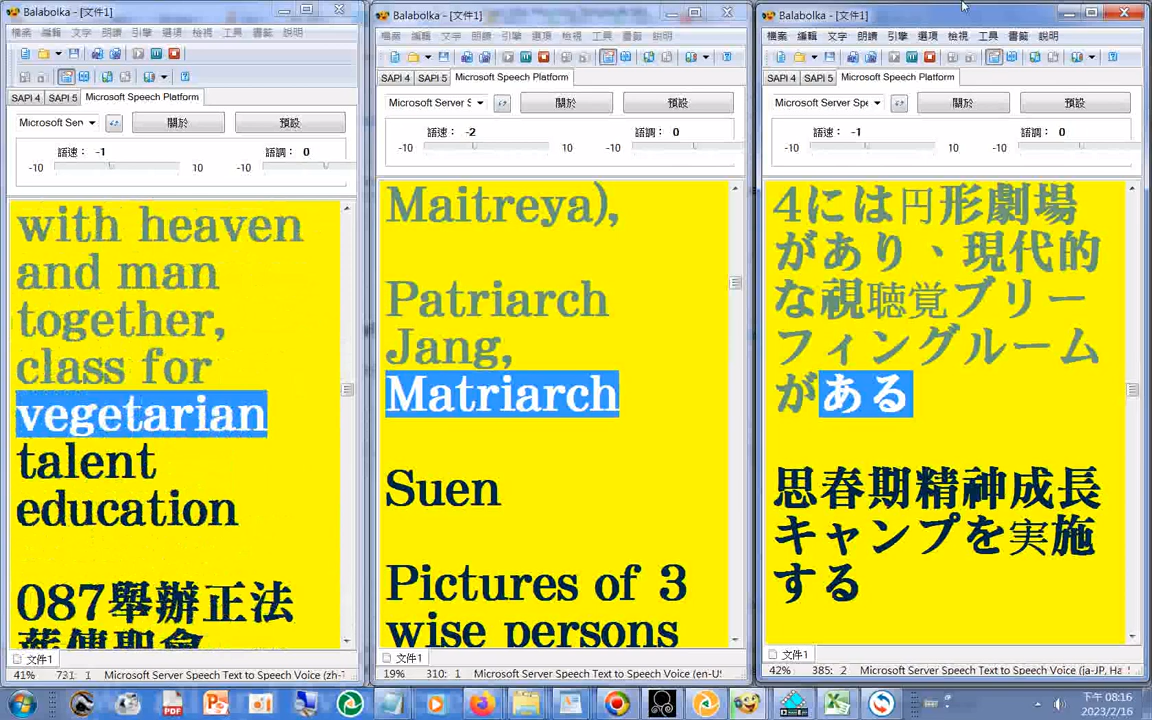 Balabolka - [文件1]
檔案 編輯 文字 朗讀 引擎 選項 檢視 工具 書籤 說明
SAPI 4 SAPI 5 Microsoft Speech Platform
Microsoft Ser 關於 預設
語速： -1 語調： 0
-10 10 -10
with heaven
and man
together,
class for
vegetarian
talent
education
087舉辦正法
薪傳聖會
文件1
41% 731: 1 Microsoft Server Speech Text to Speech Voice (zh-T
Balabolka - [文件1]
檔案 編輯 文字 朗讀 引擎 選項 檢視 工具 書籤 說明
SAPI 4 SAPI 5 Microsoft Speech Platform
Microsoft Server S 關於 預設
語速： -2 語調： 0
-10 10 -10
Maitreya),
Patriarch
Jang,
Matriarch
Suen
Pictures of 3
wise persons
文件1
19% 310: 1 Microsoft Server Speech Text to Speech Voice (en-US
Balabolka - [文件1]
檔案 編輯 文字 朗讀 引擎 選項 檢視 工具 書籤 說明
SAPI 4 SAPI 5 Microsoft Speech Platform
Microsoft Server Spe 關於 預設
語速： -1 語調： 0
-10 10 -10
4には円形劇場
があり、現代的
な視聴覚ブリー
フィングルーム
がある
思春期精神成長
キャンプを実施
する
文件1
42% 385: 2 Microsoft Server Speech Text to Speech Voice (ja-JP, Ha
下午 08:16
2023/2/16